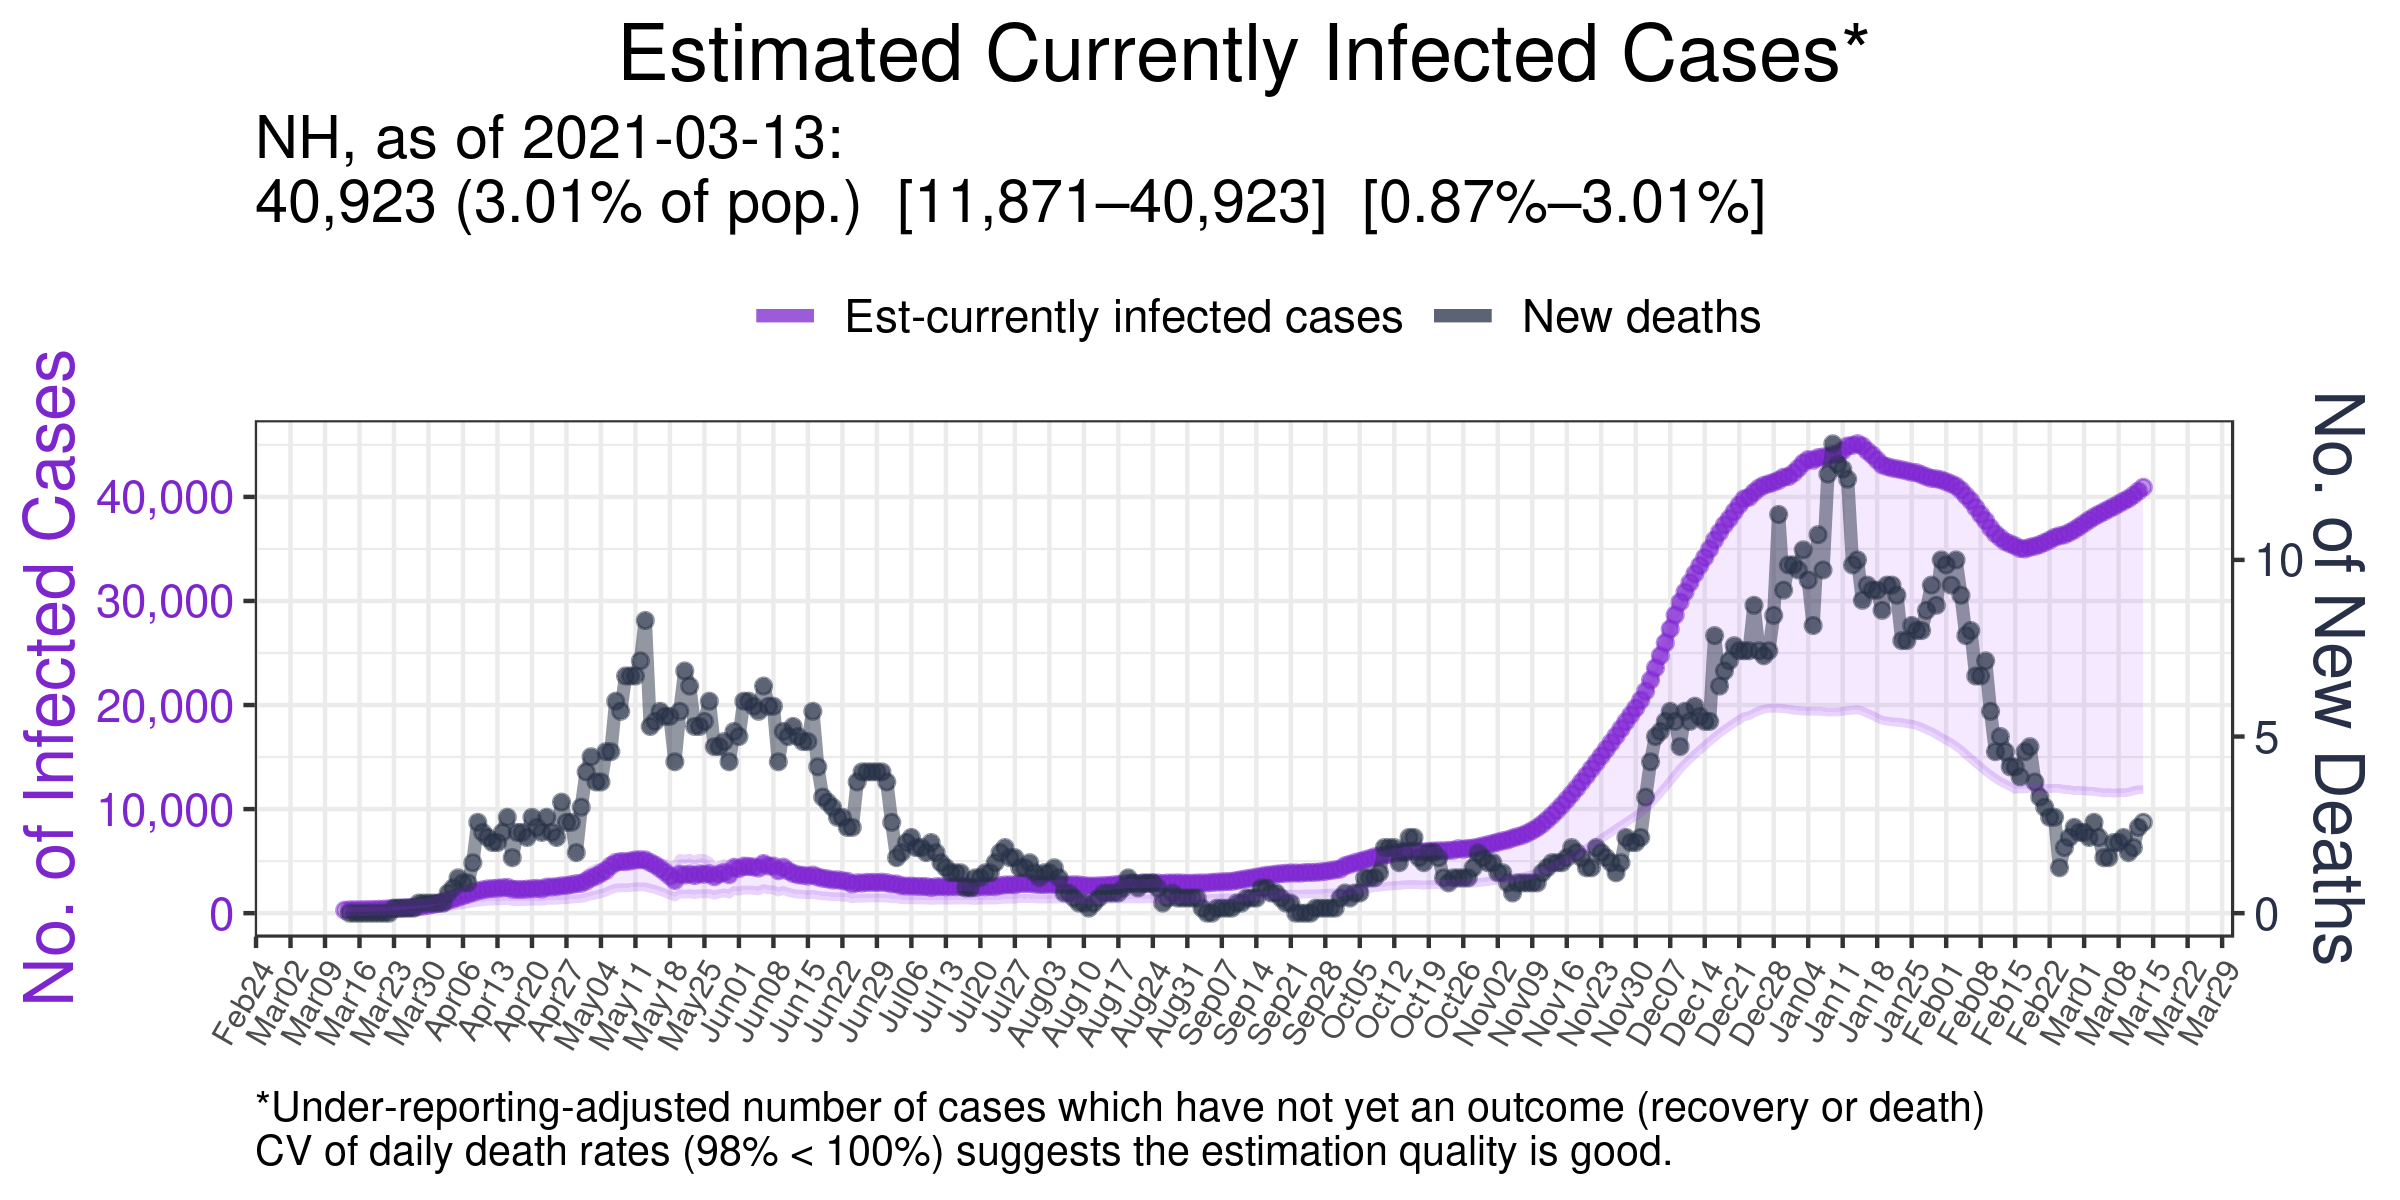 Estimated Currently Infected Cases*
NH, as of 2021-03-13:
40,923 (3.01% of pop.)  [11,871–40,923]  [0.87%–3.01%]
Est-currently infected cases
New deaths
No. of Infected Cases
40,000
30,000
20,000
10,000
0
10
5
0
No. of New Deaths
Feb24
Mar02
Mar09
Mar16
Mar23
Mar30
Apr06
Apr13
Apr20
Apr27
May04
May11
May18
May25
Jun01
Jun08
Jun15
Jun22
Jun29
Jul06
Jul13
Jul20
Jul27
Aug03
Aug10
Aug17
Aug24
Aug31
Sep07
Sep14
Sep21
Sep28
Oct05
Oct12
Oct19
Oct26
Nov02
Nov09
Nov16
Nov23
Nov30
Dec07
Dec14
Dec21
Dec28
Jan04
Jan11
Jan18
Jan25
Feb01
Feb08
Feb15
Feb22
Mar01
Mar08
Mar15
Mar22
Mar29
*Under-reporting-adjusted number of cases which have not yet an outcome (recovery or death)
CV of daily death rates (98% < 100%) suggests the estimation quality is good.